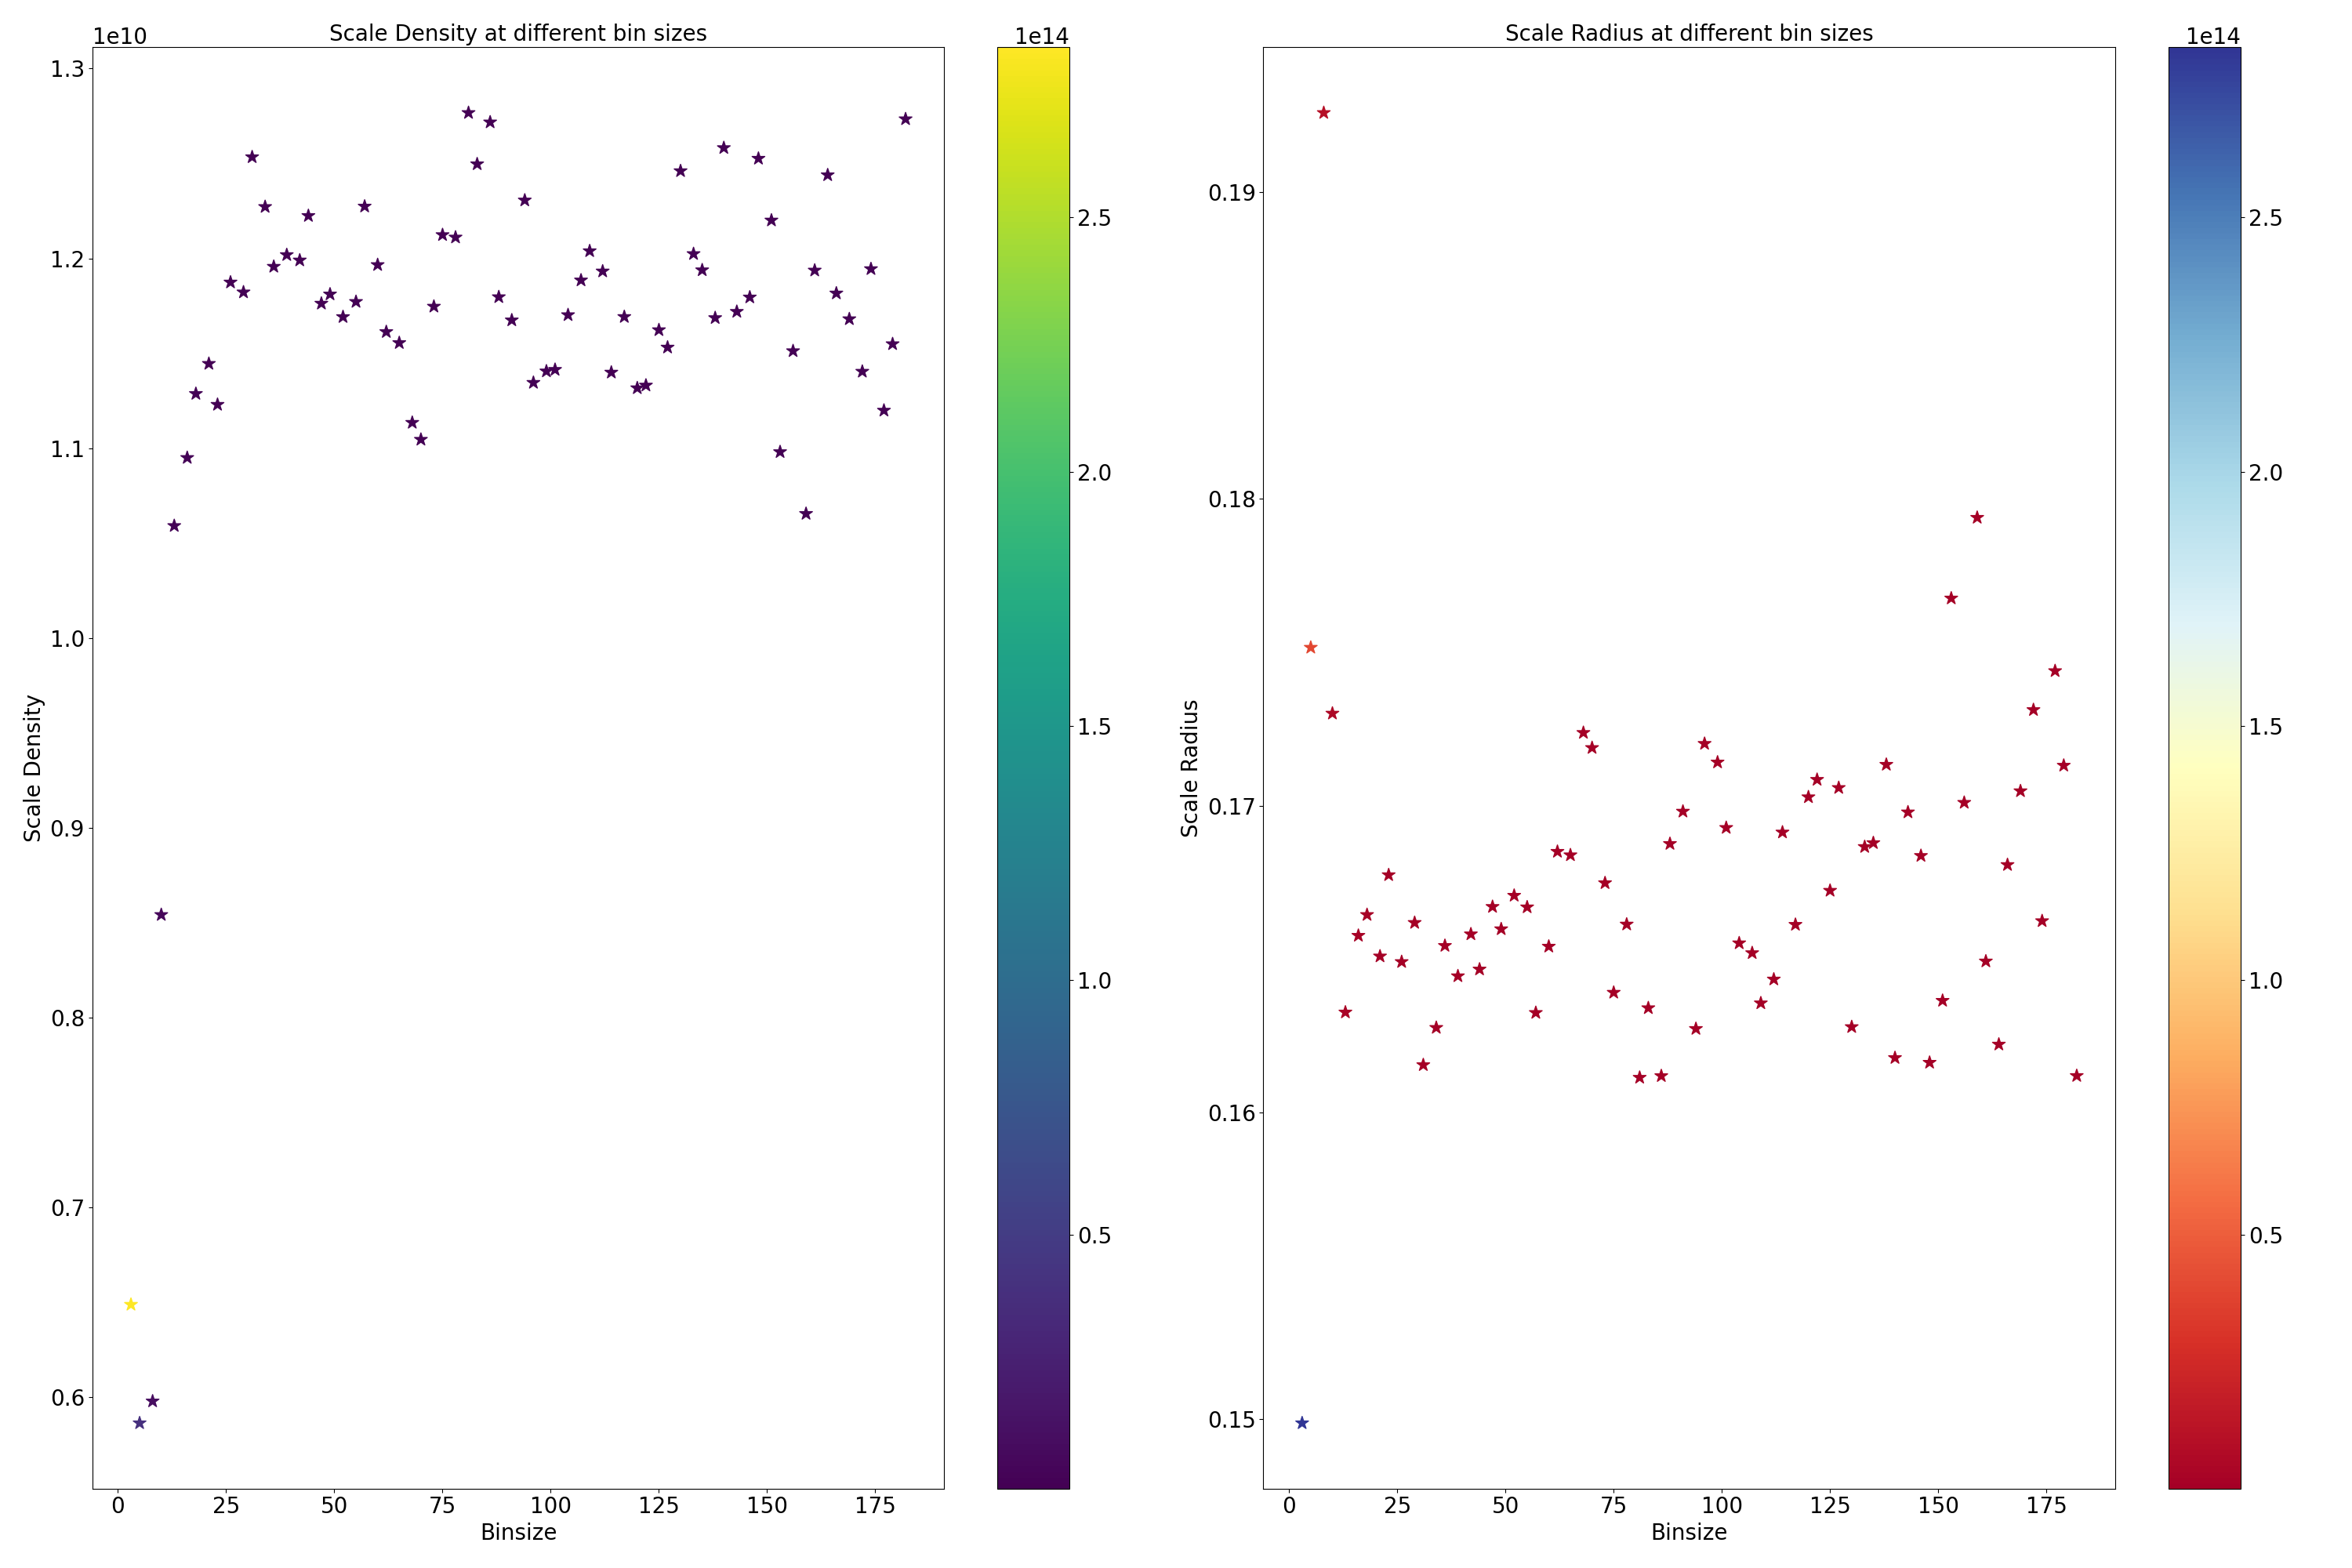 Scale Density at different bin sizes
1e10
1.3
1.2
1.1
1.0
0.9
0.8
0.7
0.6
Scale Density
0 25 50 75 100 125 150 175
Binsize
1e14
2.5
2.0
1.5
1.0
0.5
Scale Radius at different bin sizes
0.19
0.18
0.17
0.16
0.15
Scale Radius
0 25 50 75 100 125 150 175
Binsize
1e14
2.5
2.0
1.5
1.0
0.5